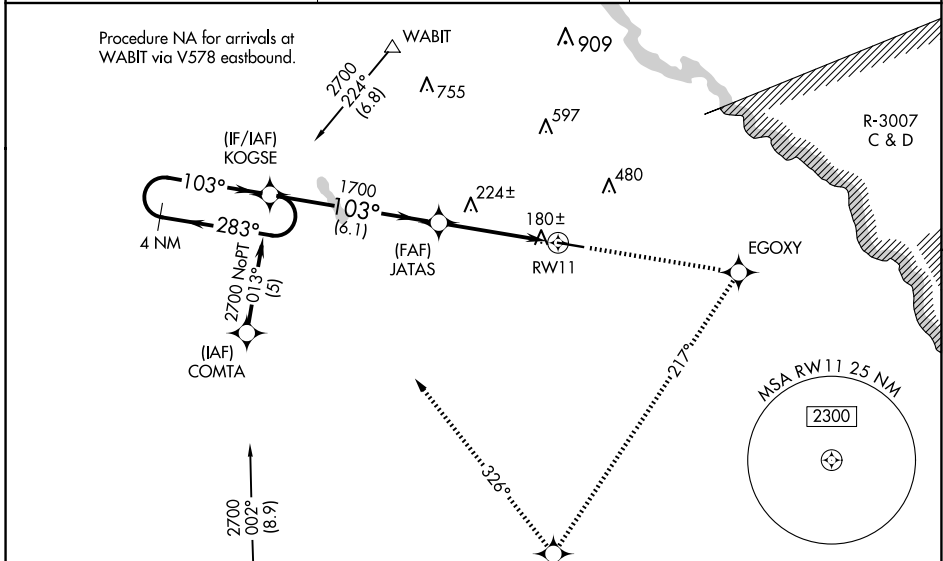 Procedure NA for arrivals at
WABIT via V578 eastbound.
WABIT
2700
224°
(6.8)
909
755
597
480
R-3007
C & D
(IF/IAF)
KOGSE
103°
283°
4 NM
1700
103°
(6.1)
224±
180±
(FAF)
JATAS
RW11
EGOXY
2700 NoPT
013°
(5)
(IAF)
COMTA
217°
326°
2700
002°
(8.9)
MSA RW11 25 NM
2300